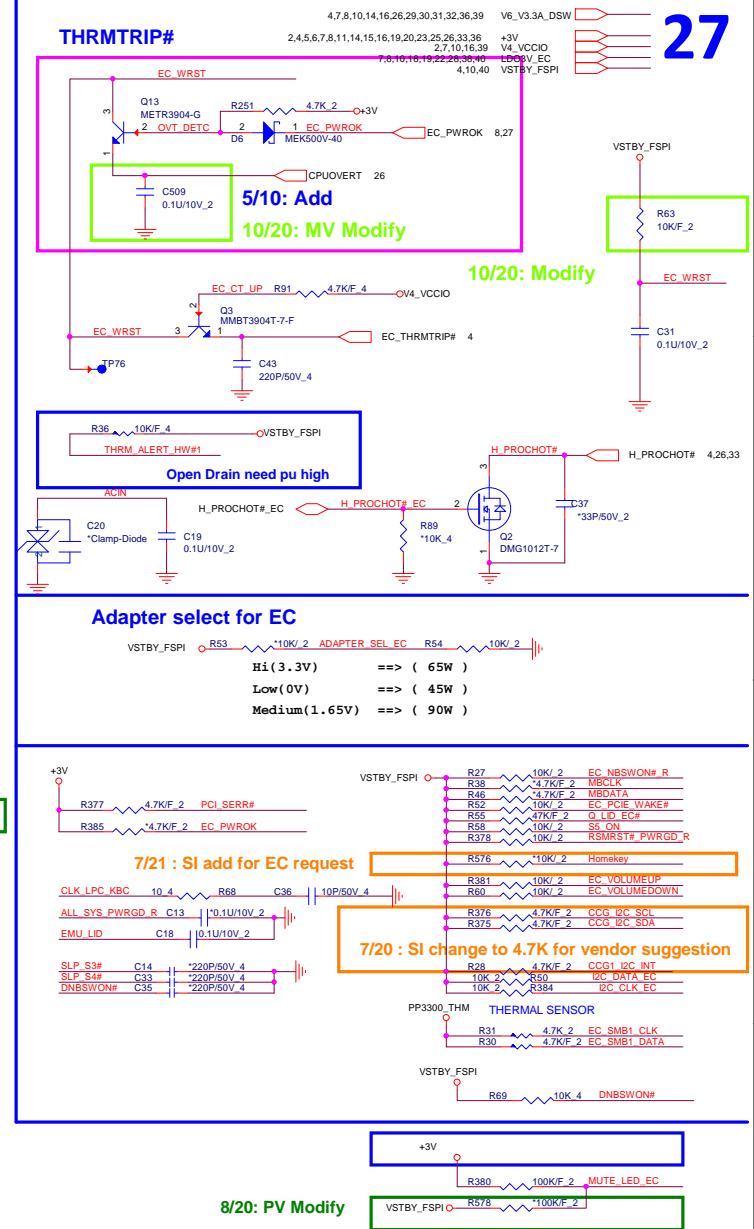 4,7,8,10,14,16,26,29,30,31,32,36,39 V6_V3.3A_DSW
27
THRMTRIP#
2,4,5,6,7,8,11,14,15,16,19,20,23,25,26,33,36 +3V
2,7,10,16,39 V4_VCCIO
7,8,10,18,19,22,28,38,40 LDO3V_EC
4,10,40 VSTBY_FSPI
EC_WRST
Q13
METR3904-G
3
2
1
OVT_DETC
R251 4.7K_2 +3V
2 1 EC_PWROK
D6 MEK500V-40
EC_PWROK 8,27
CPUOVERT 26
C509
0.1U/10V_2
5/10: Add
10/20: MV Modify
VSTBY_FSPI
R63
10K/F_2
10/20: Modify
EC_WRST
C31
0.1U/10V_2
EC_CT_UP R91 4.7K/F_4 V4_VCCIO
2
Q3
MMBT3904T-7-F
EC_WRST 3 1 EC_THRMTRIP# 4
C43
220P/50V_4
TP76
R36 10K/F_4 VSTBY_FSPI
THRM_ALERT_HW#1
Open Drain need pu high
H_PROCHOT#
H_PROCHOT# 4,26,33
3
ACIN
C20
*Clamp-Diode
1
2
C19
0.1U/10V_2
H_PROCHOT#_EC H_PROCHOT#_EC 2
R89
*10K_4
1
Q2
DMG1012T-7
C37
*33P/50V_2
Adapter select for EC
VSTBY_FSPI R53 *10K/_2 ADAPTER_SEL_EC R54 10K/_2
Hi(3.3V) ==> ( 65W )
Low(0V) ==> ( 45W )
Medium(1.65V) ==> ( 90W )
+3V
R377 4.7K/F_2 PCI_SERR#
R385 *4.7K/F_2 EC_PWROK
VSTBY_FSPI
R27 10K/_2 EC_NBSWON#_R
R38 *4.7K/F_2 MBCLK
R46 *4.7K/F_2 MBDATA
R52 10K/_2 EC_PCIE_WAKE#
R55 47K/F_2 Q_LID_EC#
R58 10K/_2 S5_ON
R378 10K/_2 RSMRST#_PWRGD_R
7/21 : SI add for EC request
R576 *10K/_2 Homekey
R381 10K/_2 EC_VOLUMEUP
R60 10K/_2 EC_VOLUMEDOWN
CLK_LPC_KBC 10_4 R68 C36 10P/50V_4
ALL_SYS_PWRGD_R C13 *0.1U/10V_2
EMU_LID C18 0.1U/10V_2
R376 4.7K/F_2 CCG_I2C_SCL
R375 4.7K/F_2 CCG_I2C_SDA
7/20 : SI change to 4.7K for vendor suggestion
SLP_S3# C14 *220P/50V_4
SLP_S4# C33 *220P/50V_4
DNBSWON# C35 *220P/50V_4
R28 4.7K/F_2 CCG1_I2C_INT
10K_2 R50 I2C_DATA_EC
10K_2 R384 I2C_CLK_EC
PP3300_THM THERMAL SENSOR
R31 4.7K_2 EC_SMB1_CLK
R30 4.7K/F_2 EC_SMB1_DATA
VSTBY_FSPI
R69 10K_4 DNBSWON#
+3V
R380 100K/F_2 MUTE_LED_EC
8/20: PV Modify
VSTBY_FSPI R578 *100K/F_2